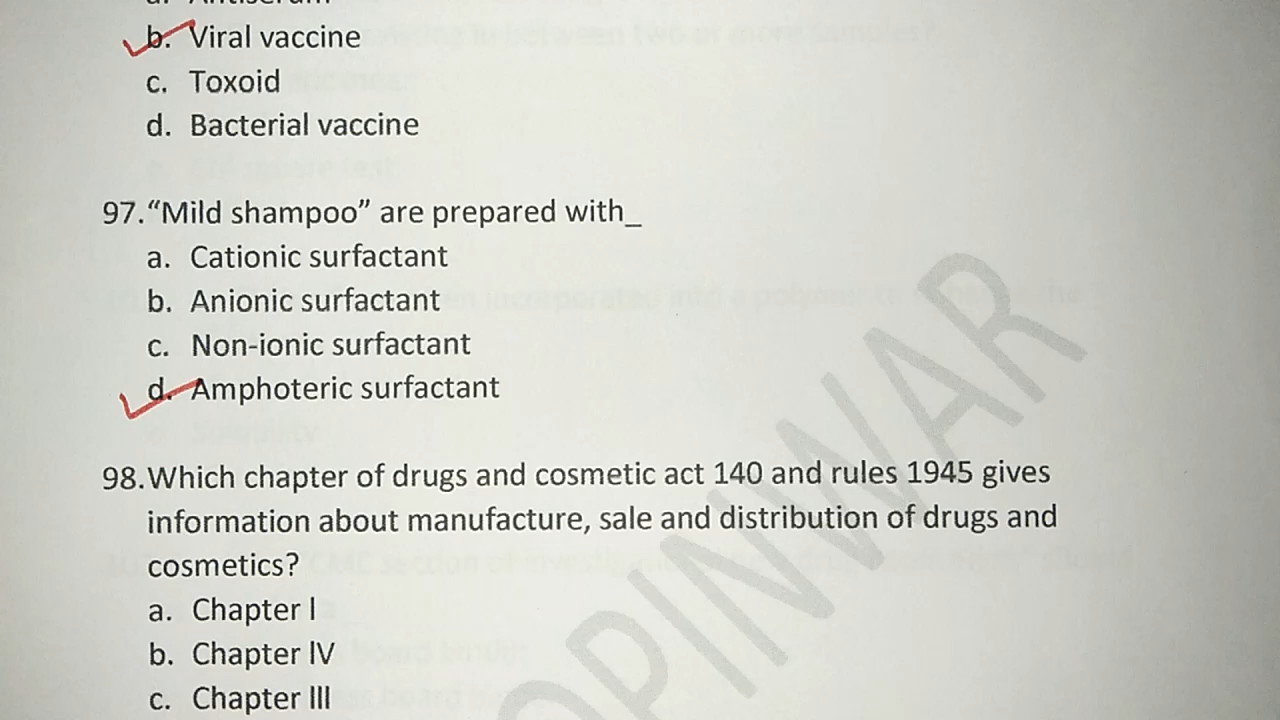 a. Antiserum
b. Viral vaccine
c. Toxoid
d. Bacterial vaccine
97.“Mild shampoo” are prepared with_
a. Cationic surfactant
b. Anionic surfactant
c. Non-ionic surfactant
d. Amphoteric surfactant
98.Which chapter of drugs and cosmetic act 140 and rules 1945 gives
information about manufacture, sale and distribution of drugs and
cosmetics?
a. Chapter I
b. Chapter IV
c. Chapter III
OPINWAR